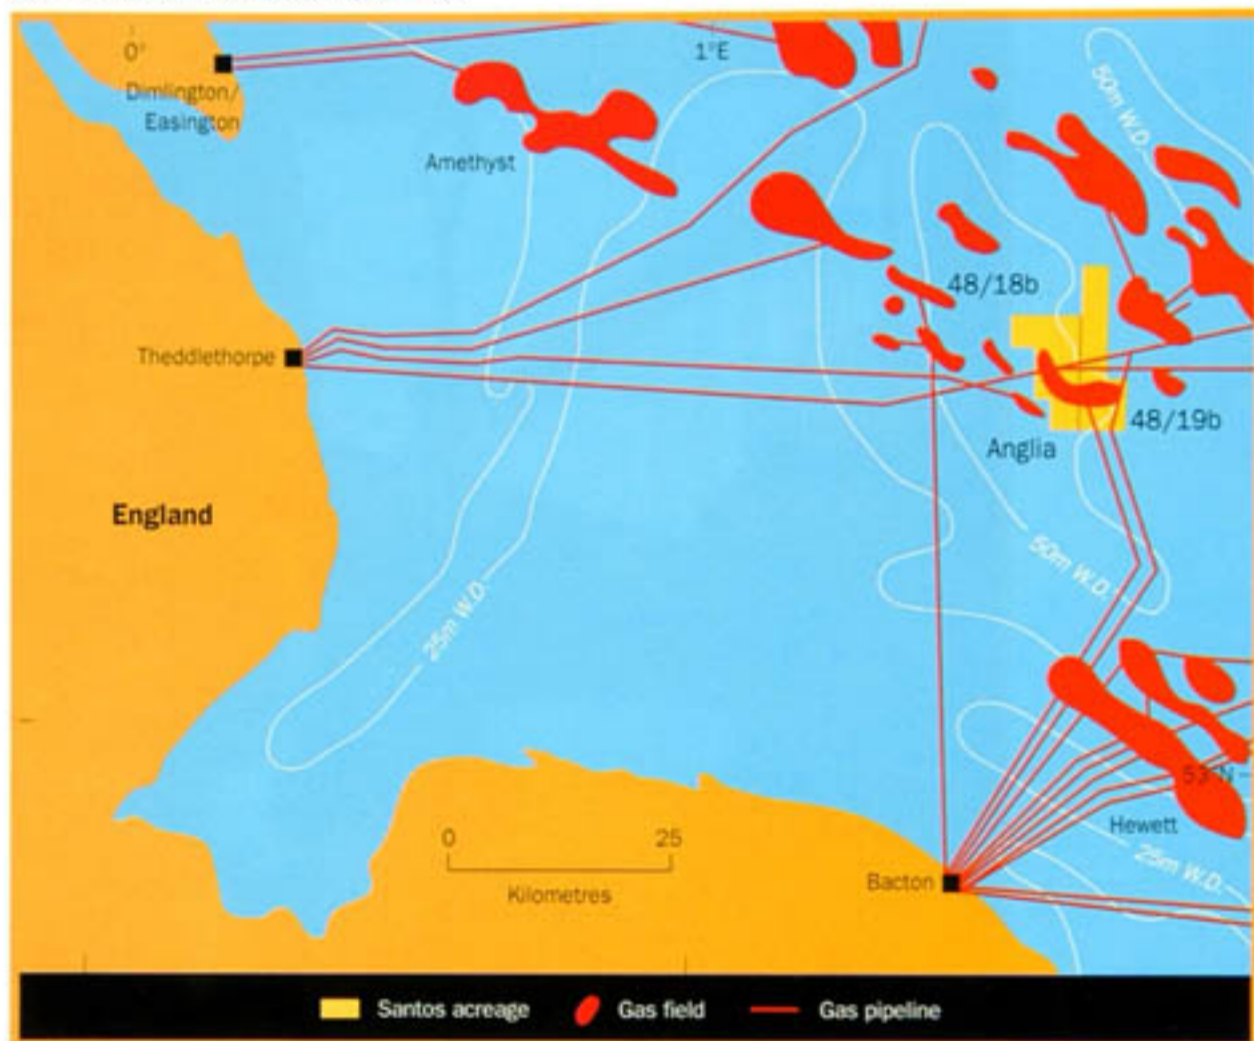 0°
1°E
Dimlington/
Easington
50m W.D.
Amethyst
48/18b
Theddlethorpe
48/19b
Anglia
England
50m W.D.
25m W.D.
53°N
Hewett
0 25
Kilometres
25m W.D.
Bacton
Santos acreage Gas field Gas pipeline